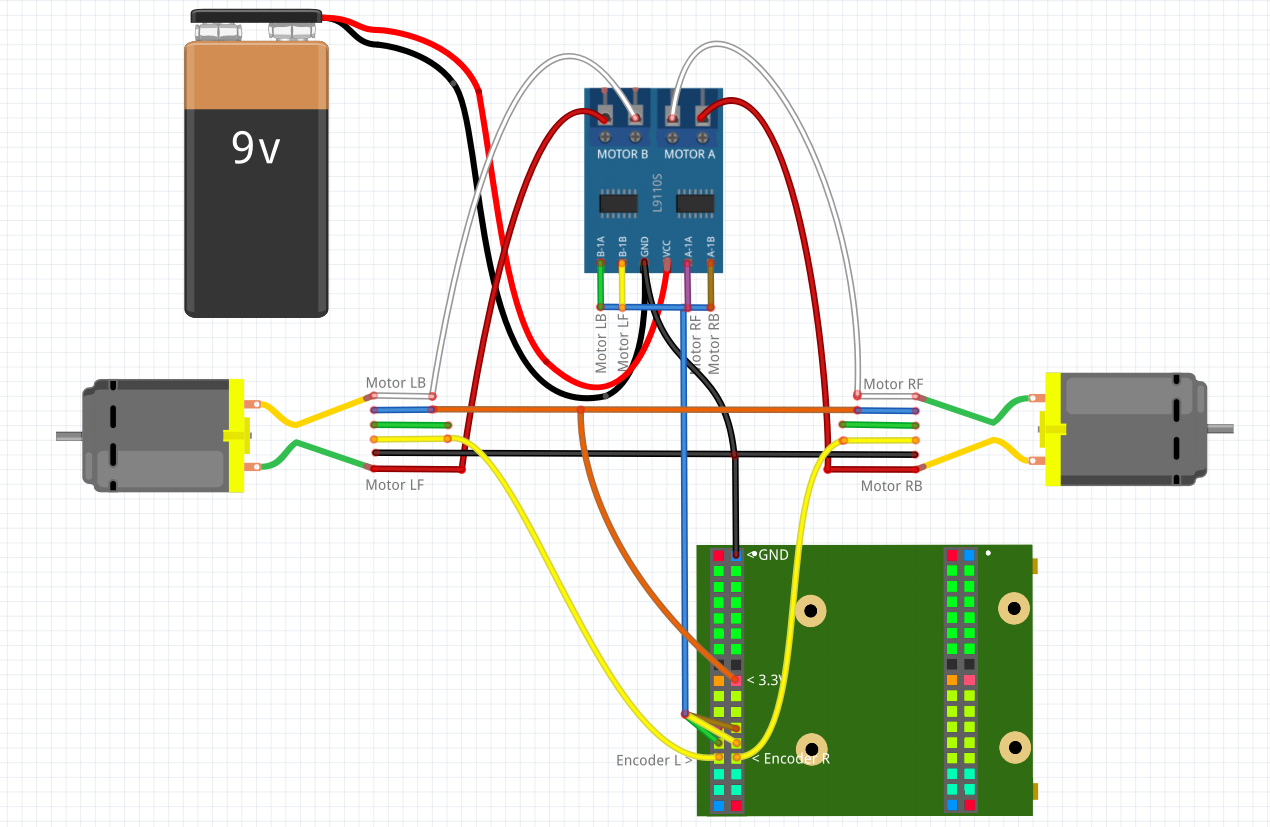 9v
MOTOR B
MOTOR A
L9110S
B-1A
B-1B
GND
VCC
A-1A
A-1B
Motor LB
Motor LF
Motor RF
Motor RB
Motor LB
Motor RF
Motor LF
Motor RB
< GND
< 3.3V
Encoder L >
< Encoder R